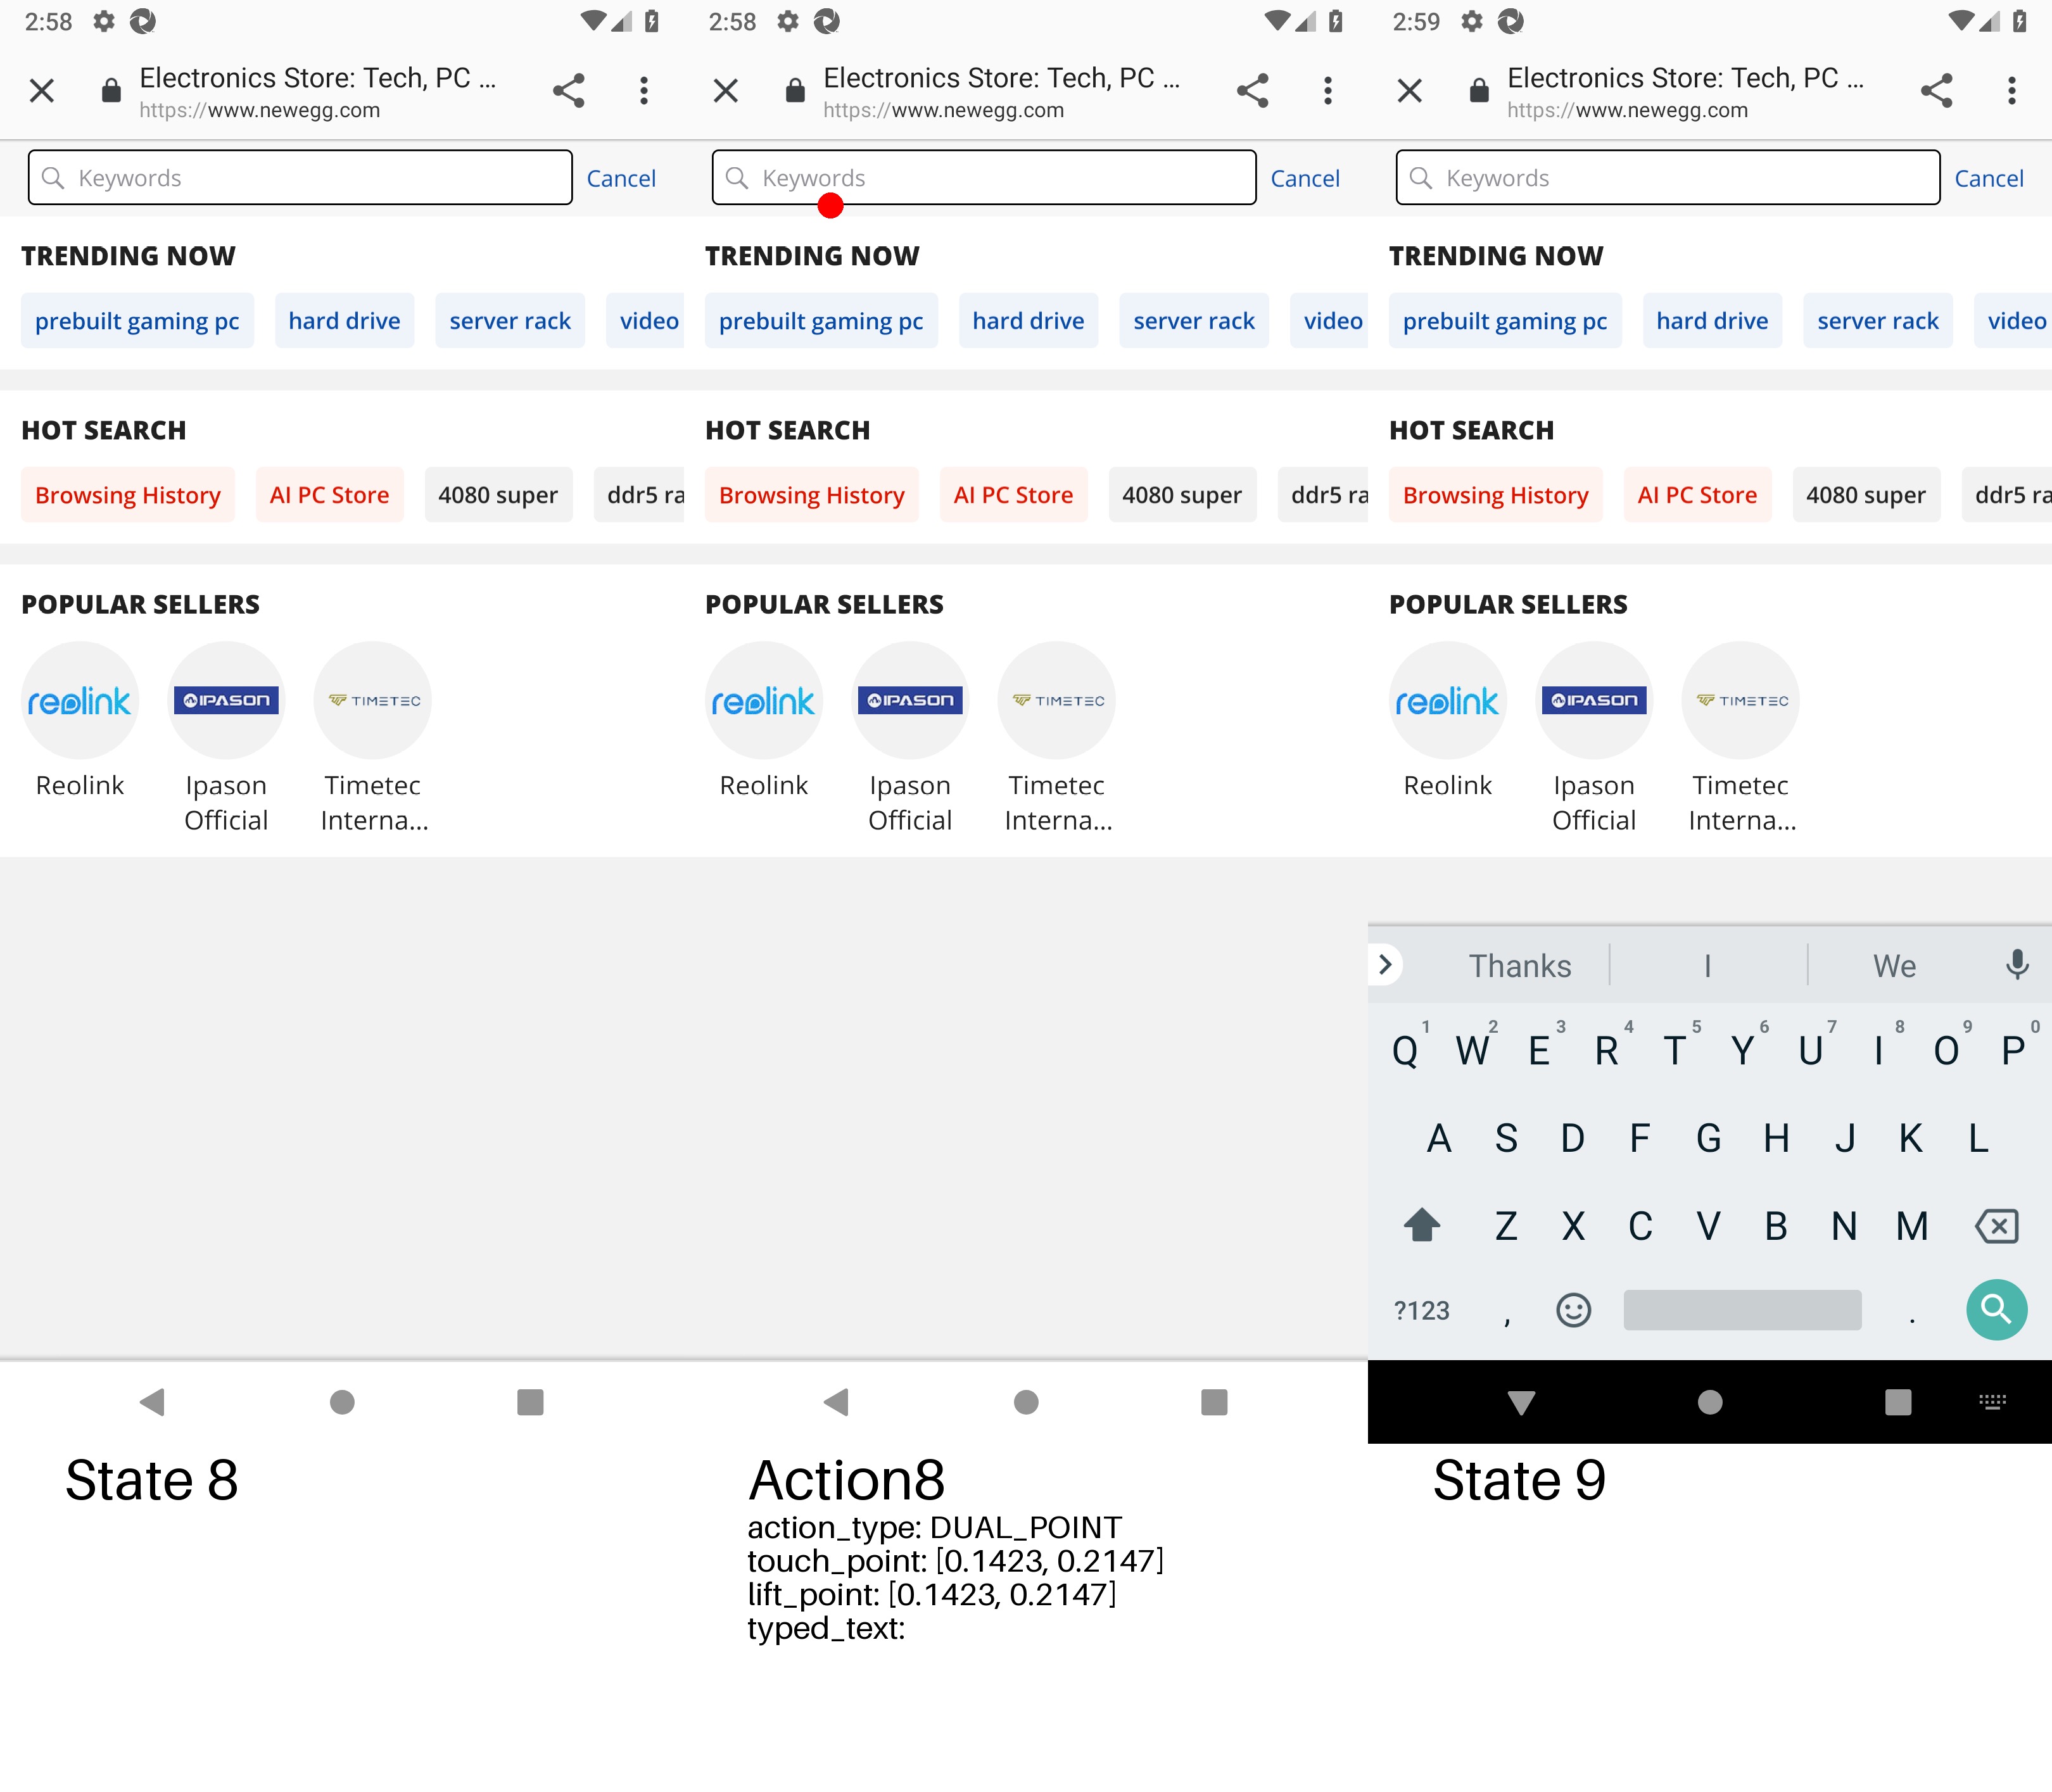 2:58
Electronics Store: Tech, PC ...
https://www.newegg.com
Keywords
Cancel
TRENDING NOW
prebuilt gaming pc
hard drive
server rack
video
HOT SEARCH
Browsing History
AI PC Store
4080 super
ddr5 ra
POPULAR SELLERS
reolink
IPASON
TIMETEC
Reolink
Ipason
Official
Timetec
Interna...
State 8
2:58
Electronics Store: Tech, PC ...
https://www.newegg.com
Keywords
Cancel
TRENDING NOW
prebuilt gaming pc
hard drive
server rack
video
HOT SEARCH
Browsing History
AI PC Store
4080 super
ddr5 ra
POPULAR SELLERS
reolink
IPASON
TIMETEC
Reolink
Ipason
Official
Timetec
Interna...
Action8
action_type: DUAL_POINT
touch_point: [0.1423, 0.2147]
lift_point: [0.1423, 0.2147]
typed_text:
2:59
Electronics Store: Tech, PC ...
https://www.newegg.com
Keywords
Cancel
TRENDING NOW
prebuilt gaming pc
hard drive
server rack
video
HOT SEARCH
Browsing History
AI PC Store
4080 super
ddr5 ra
POPULAR SELLERS
reolink
IPASON
TIMETEC
Reolink
Ipason
Official
Timetec
Interna...
Thanks
I
We
1 2 3 4 5 6 7 8 9 0
Q W E R T Y U I O P
A S D F G H J K L
Z X C V B N M
?123 , .
State 9